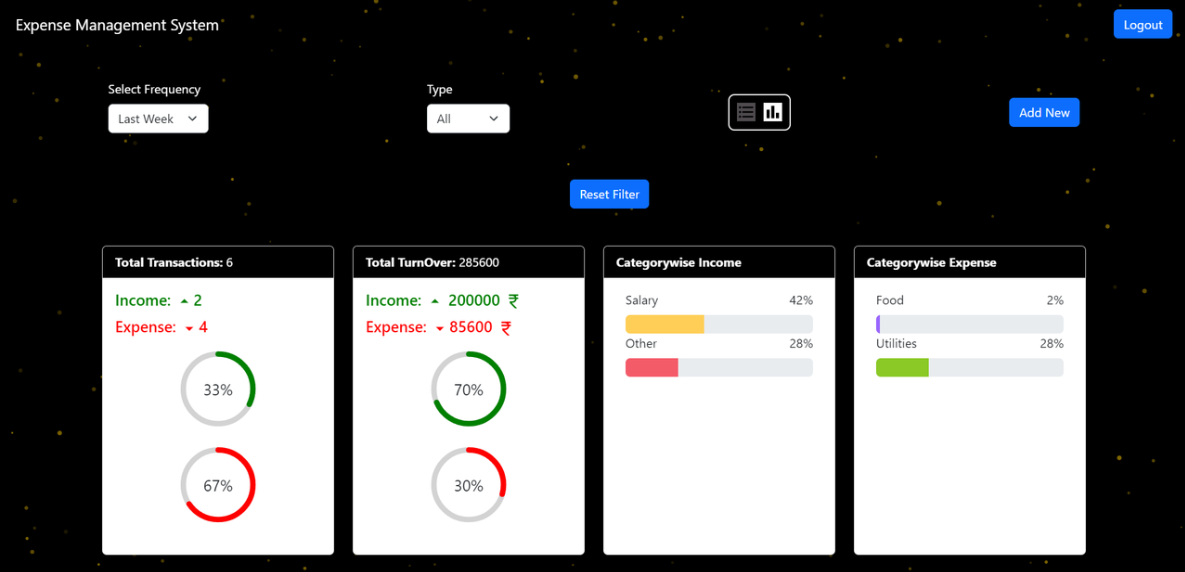 Expense Management System
Logout
Select Frequency
Type
Last Week
All
Add New
Reset Filter
Total Transactions: 6
Income: 2
Expense: 4
33%
67%
Total TurnOver: 285600
Income: 200000 ₹
Expense: 85600 ₹
70%
30%
Categorywise Income
Salary 42%
Other 28%
Categorywise Expense
Food 2%
Utilities 28%